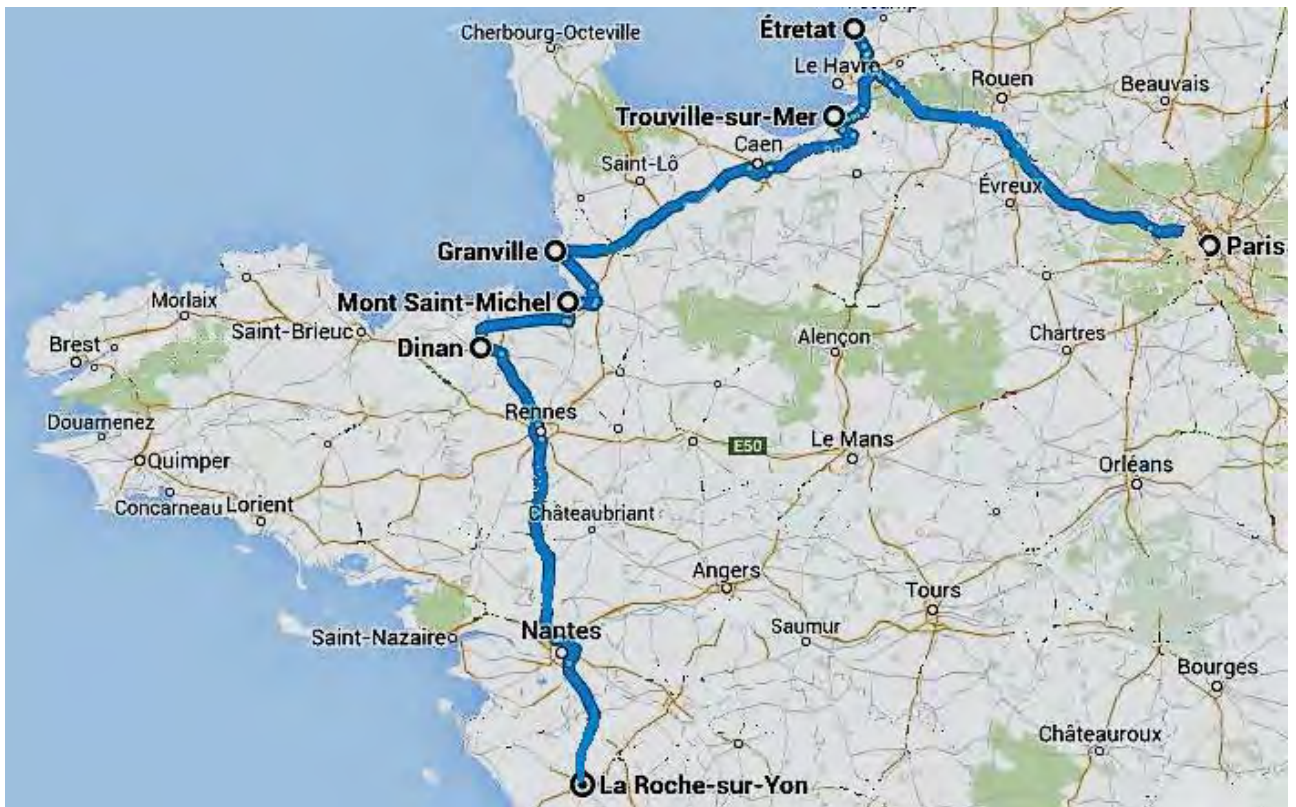 Cherbourg-Octeville
Étretat
Le Havre
Rouen
Beauvais
Trouville-sur-Mer
Caen
Saint-Lô
Évreux
Paris
Granville
Mont Saint-Michel
Morlaix
Saint-Brieuc
Dinan
Alençon
Chartres
Brest
Rennes
Douarnenez
E50
Le Mans
Quimper
Orléans
Concarneau
Lorient
Châteaubriant
Angers
Tours
Saint-Nazaire
Nantes
Saumur
Bourges
Châteauroux
La Roche-sur-Yon